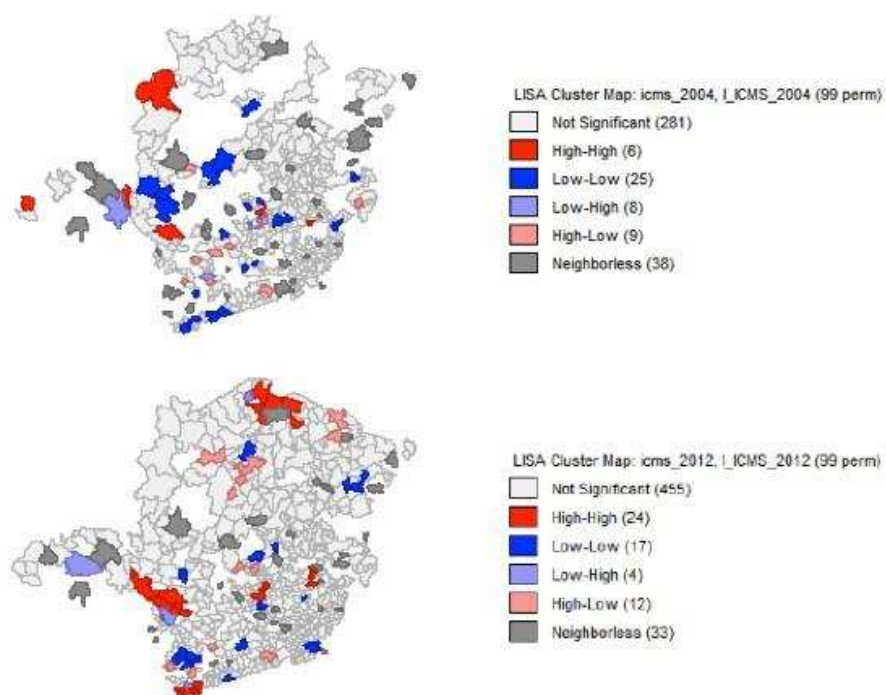 LISA Cluster Map: icms_2004, I_ICMS_2004 (99 perm)
Not Significant (281)
High-High (6)
Low-Low (25)
Low-High (8)
High-Low (9)
Neighborless (38)
LISA Cluster Map: icms_2012, I_ICMS_2012 (99 perm)
Not Significant (455)
High-High (24)
Low-Low (17)
Low-High (4)
High-Low (12)
Neighborless (33)